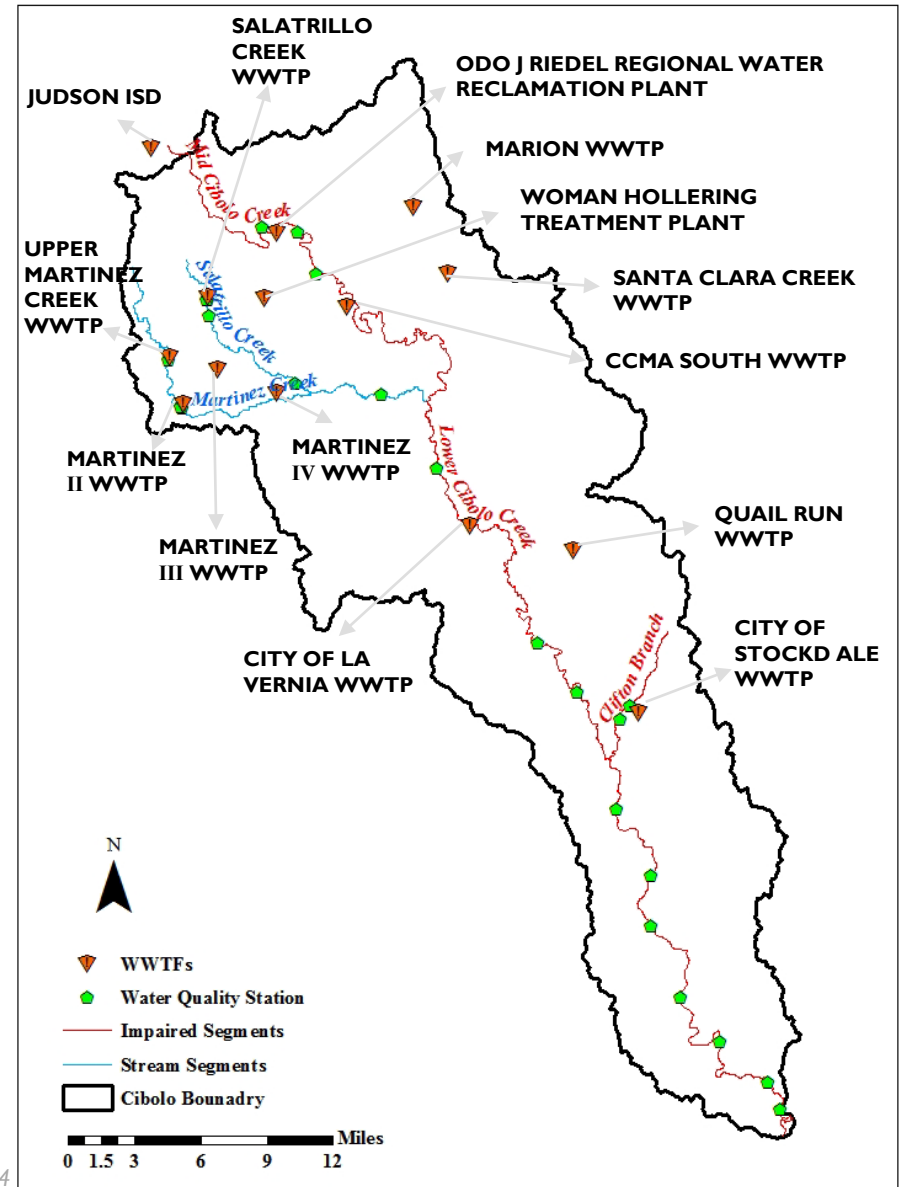 SALATRILLO
CREEK
WWTP
ODO J RIEDEL REGIONAL WATER
RECLAMATION PLANT
JUDSON ISD
MARION WWTP
Mid Cibolo Creek
WOMAN HOLLERING
TREATMENT PLANT
UPPER
MARTINEZ
CREEK
WWTP
Salatrillo Creek
SANTA CLARA CREEK
WWTP
CCMA SOUTH WWTP
Martinez Creek
MARTINEZ
II WWTP
MARTINEZ
IV WWTP
Lower Cibolo Creek
MARTINEZ
III WWTP
QUAIL RUN
WWTP
CITY OF LA
VERNIA WWTP
Clifton Branch
CITY OF
STOCKD ALE
WWTP
N
WWTFs
Water Quality Station
Impaired Segments
Stream Segments
Cibolo Bounadry
Miles
0 1.5 3 6 9 12
4